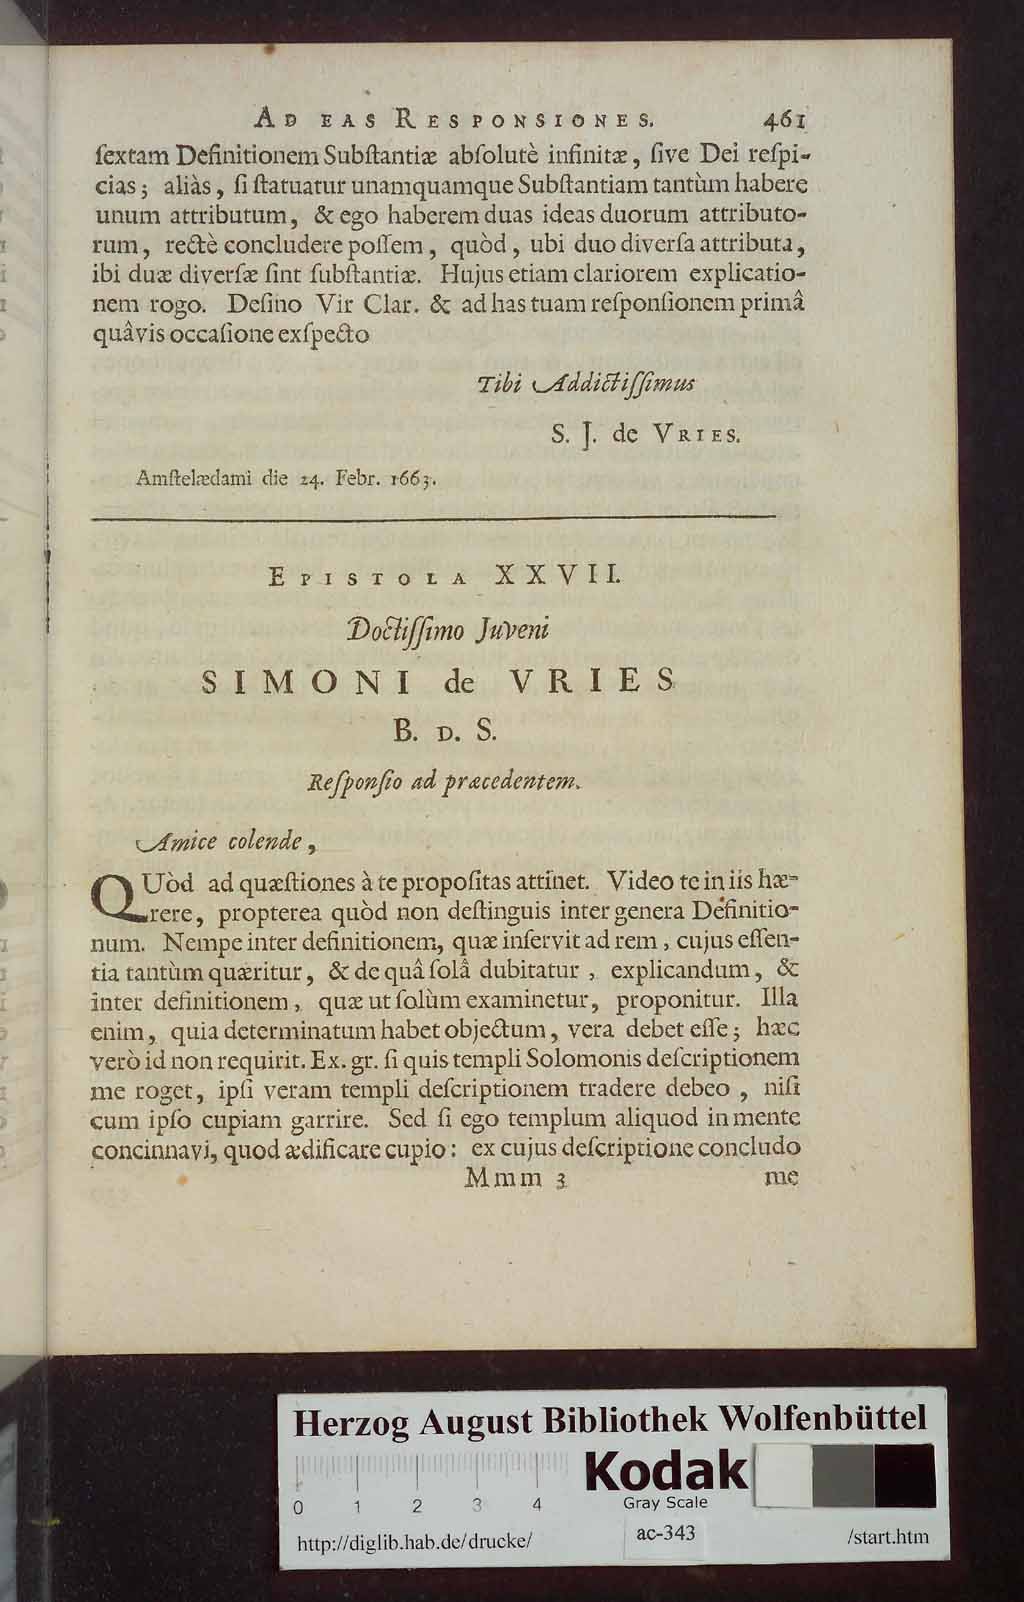 AD EAS RESPONSIONES. 461
ſextam Definitionem Subſtantiæ abſolutè infinitæ, ſive Dei reſpi-
cias; aliàs, ſi ſtatuatur unamquamque Subſtantiam tantùm habere
unum attributum, & ego haberem duas ideas duorum attributo-
rum, rectè concludere poſſem, quòd, ubi duo diverſa attributa,
ibi duæ diverſæ ſint ſubſtantiæ. Hujus etiam clariorem explicatio-
nem rogo. Deſino Vir Clar. & ad has tuam reſponſionem primâ
quâvis occaſione exſpecto
Tibi Addictiſſimus
S. J. de VRIES.
Amſtelædami die 24. Febr. 1663.
EPISTOLA XXVII.
Doctiſſimo Juveni
SIMONI de VRIES
B. D. S.
Reſponſio ad præcedentem.
Amice colende,
QUòd ad quæſtiones à te propoſitas attinet. Video te in iis hæ-
rere, propterea quòd non deſtinguis inter genera Definitio-
num. Nempe inter definitionem, quæ inſervit ad rem, cujus eſſen-
tia tantùm quæritur, & de quâ ſolâ dubitatur, explicandum, &
inter definitionem, quæ ut ſolùm examinetur, proponitur. Illa
enim, quia determinatum habet objectum, vera debet eſſe; hæc
verò id non requirit. Ex. gr. ſi quis templi Solomonis deſcriptionem
me roget, ipſi veram templi deſcriptionem tradere debeo, niſi
cum ipſo cupiam garrire. Sed ſi ego templum aliquod in mente
concinnavi, quod ædificare cupio: ex cujus deſcriptione concludo
Mmm 3 me
Herzog August Bibliothek Wolfenbüttel
Kodak
0 1 2 3 4 Gray Scale
http://diglib.hab.de/drucke/ ac-343 /start.htm